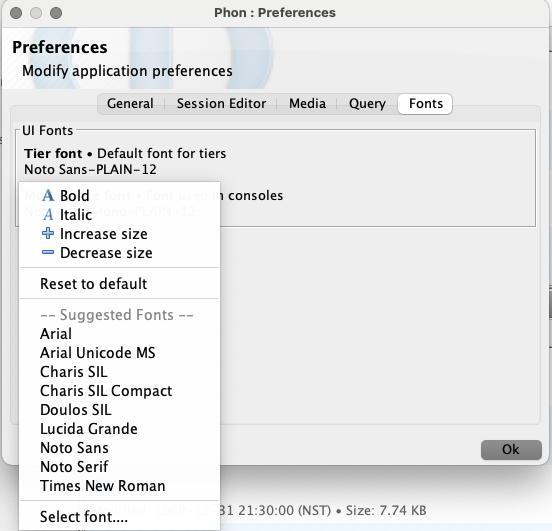 Phon : Preferences
Preferences
Modify application preferences
General Session Editor Media Query Fonts
UI Fonts
Tier font • Default font for tiers
Noto Sans-PLAIN-12
font • Font used in consoles
Mono-PLAIN-12
Bold
Italic
Increase size
Decrease size
Reset to default
-- Suggested Fonts --
Arial
Arial Unicode MS
Charis SIL
Charis SIL Compact
Doulos SIL
Lucida Grande
Noto Sans
Noto Serif
Times New Roman
Select font....
Ok
31 21:30:00 (NST) • Size: 7.74 KB